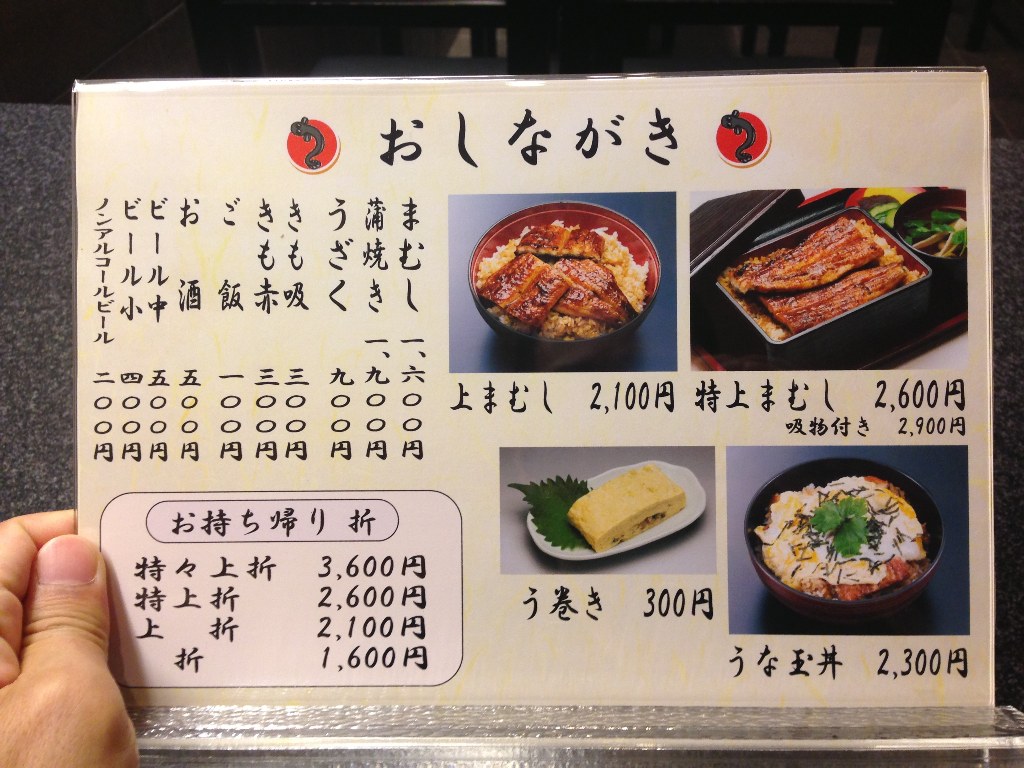 おしながき
まむし 一、六〇〇円
蒲焼き 一、九〇〇円
うざく 九〇〇円
きも吸 三〇〇円
きも赤 三〇〇円
ご飯 一〇〇円
お酒 五〇〇円
ビール中 五〇〇円
ビール小 四〇〇円
ノンアルコールビール 二〇〇円
上まむし 2,100円
特上まむし 2,600円
吸物付き 2,900円
う巻き 300円
うな玉丼 2,300円
お持ち帰り 折
特々上折 3,600円
特上折 2,600円
上 折 2,100円
折 1,600円